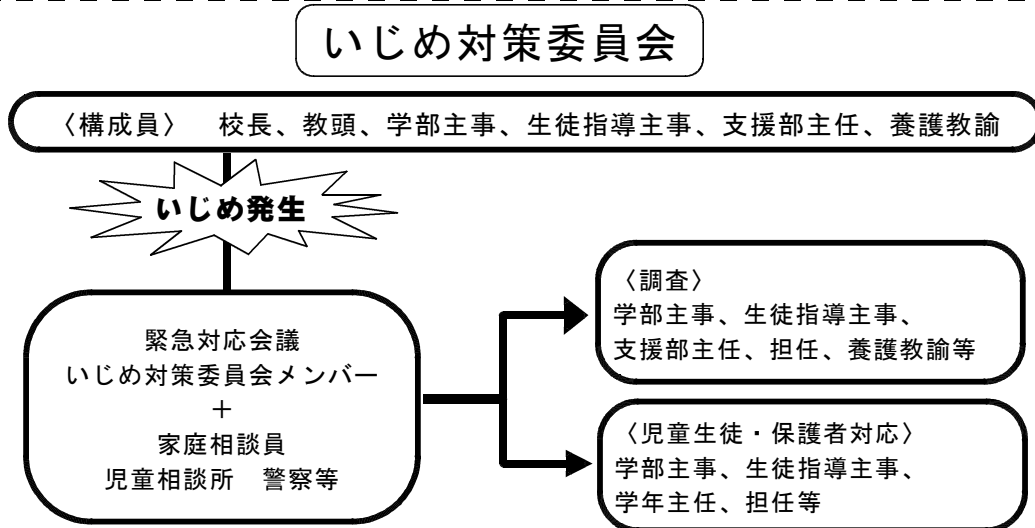 いじめ対策委員会
〈構成員〉　校長、教頭、学部主事、生徒指導主事、支援部主任、養護教諭
いじめ発生
緊急対応会議
いじめ対策委員会メンバー
＋
家庭相談員
児童相談所　警察等
〈調査〉
学部主事、生徒指導主事、
支援部主任、担任、養護教諭等
〈児童生徒・保護者対応〉
学部主事、生徒指導主事、
学年主任、担任等